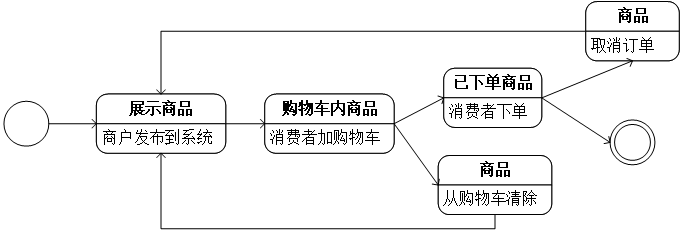 商品
取消订单
展示商品
商户发布到系统
购物车内商品
消费者加购物车
已下单商品
消费者下单
商品
从购物车清除